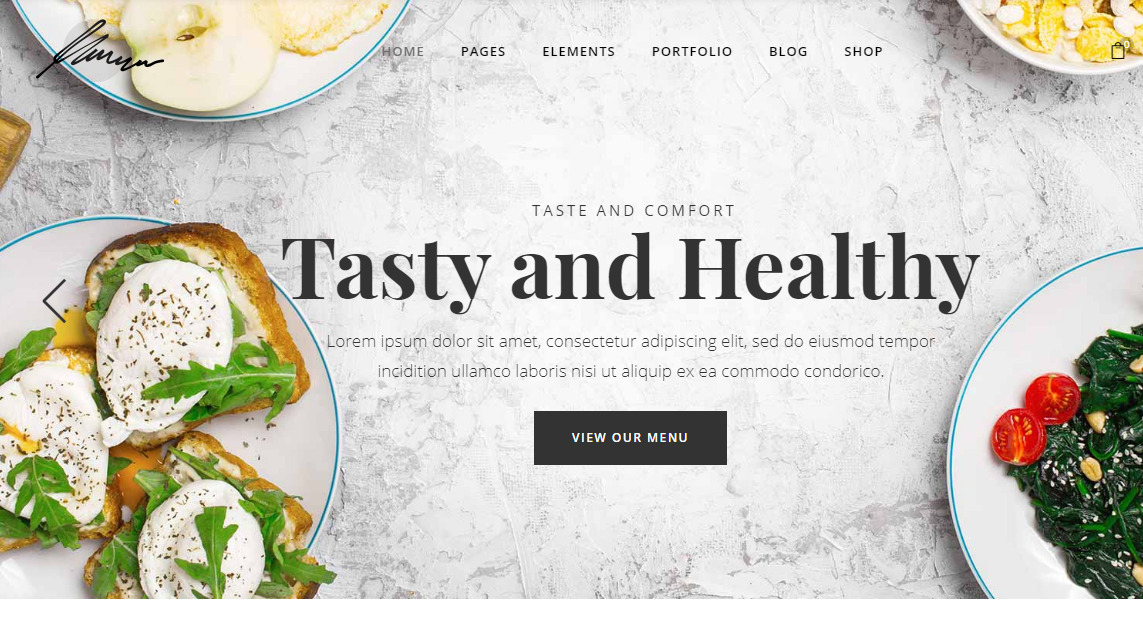 HOME PAGES ELEMENTS PORTFOLIO BLOG SHOP
0
TASTE AND COMFORT
Tasty and Healthy
Lorem ipsum dolor sit amet, consectetur adipiscing elit, sed do eiusmod tempor
incidition ullamco laboris nisi ut aliquip ex ea commodo condorico.
VIEW OUR MENU